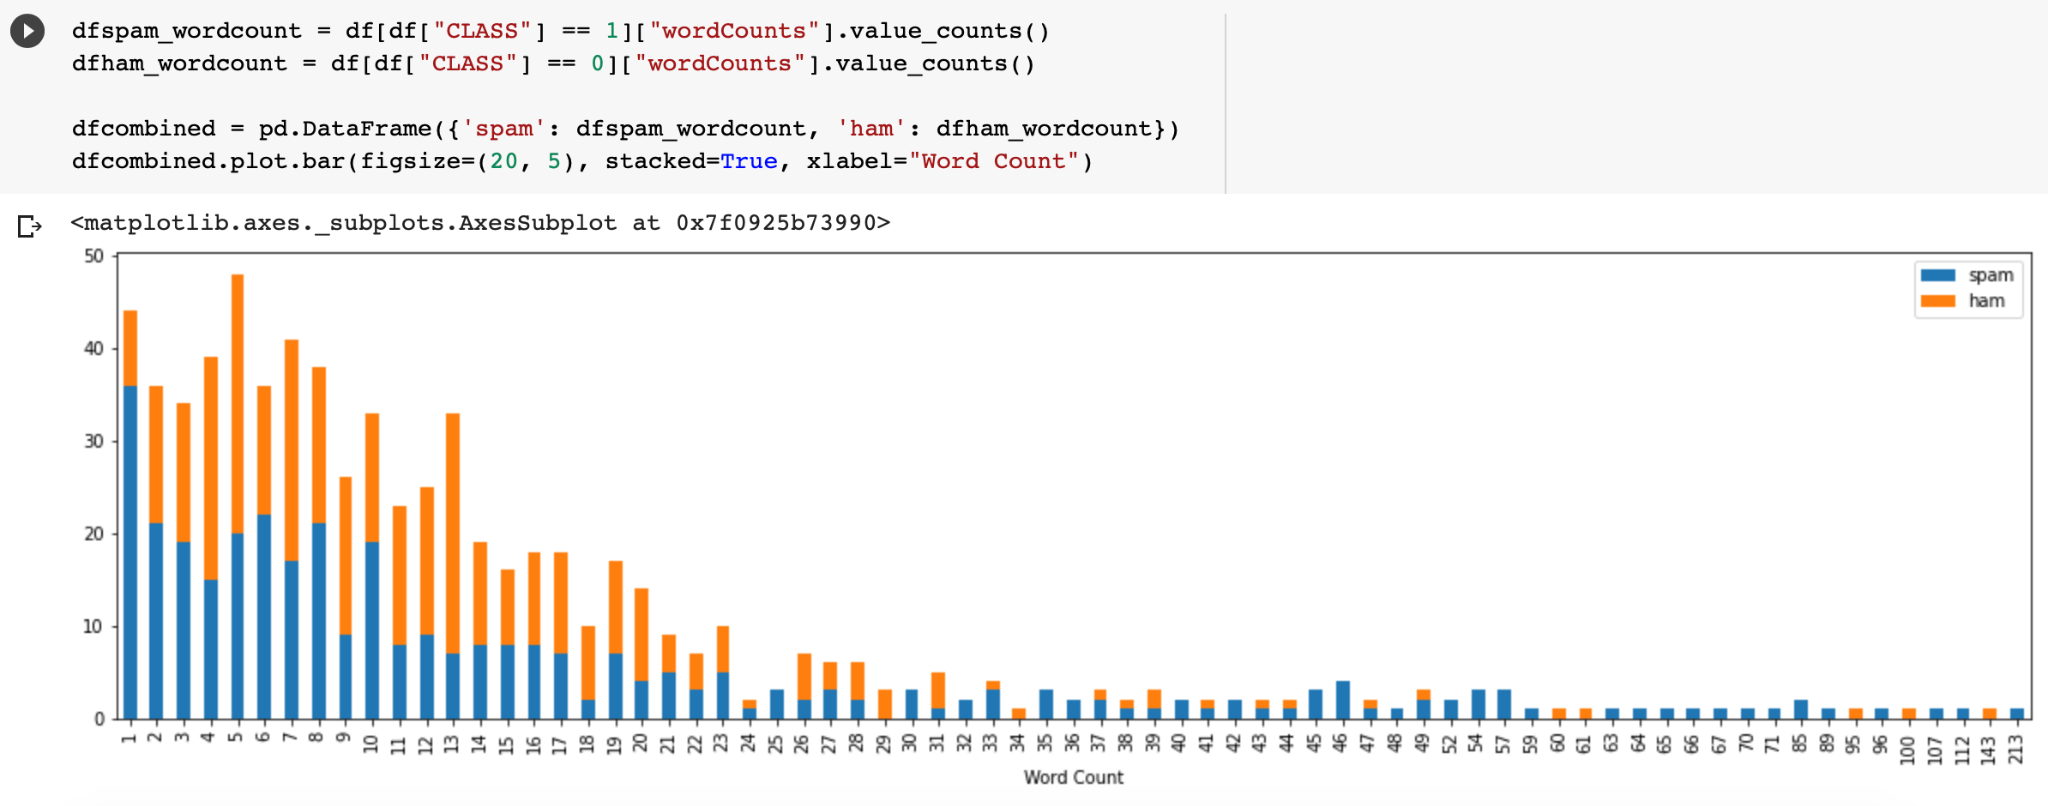 dfspam_wordcount = df[df["CLASS"] == 1]["wordCounts"].value_counts()
dfham_wordcount = df[df["CLASS"] == 0]["wordCounts"].value_counts()
dfcombined = pd.DataFrame({'spam': dfspam_wordcount, 'ham': dfham_wordcount})
dfcombined.plot.bar(figsize=(20, 5), stacked=True, xlabel="Word Count")
<matplotlib.axes._subplots.AxesSubplot at 0x7f0925b73990>
50
spam
ham
40
30
20
10
0
1 2 3 4 5 6 7 8 9 10 11 12 13 14 15 16 17 18 19 20 21 22 23 24 25 26 27 28 29 30 31 32 33 34 35 36 37 38 39 40 41 42 43 44 45 46 47 48 49 52 54 57 59 60 61 63 64 65 66 67 70 71 85 89 95 96 100 107 112 143 213
Word Count